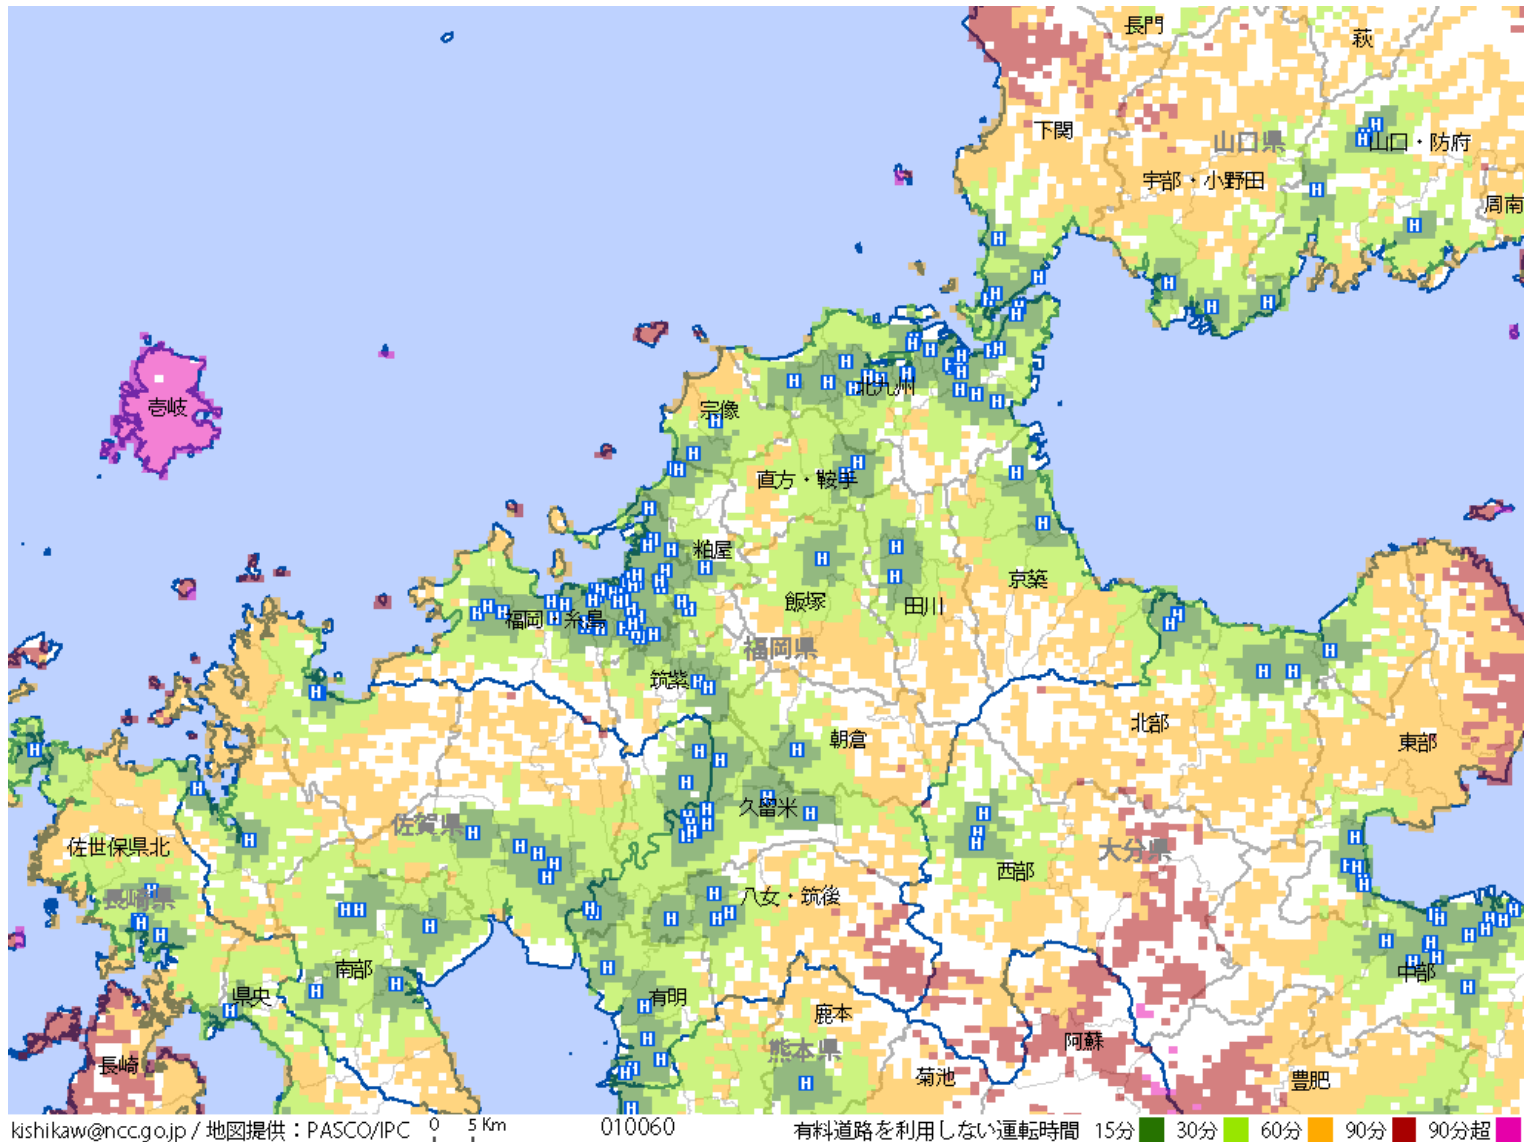 長門
萩
下関
山口県
山口・防府
宇部・小野田
周南
壱岐
北九州
宗像
直方・鞍手
粕屋
京築
飯塚
田川
福岡・糸島
福岡県
筑紫
北部
朝倉
東部
久留米
佐賀県
佐世保県北
大分県
西部
長崎県
八女・筑後
南部
中部
県央
有明
鹿本
阿蘇
熊本県
長崎
菊池
豊肥
H
kishikaw@ncc.go.jp / 地図提供：PASCO/IPC 0 5 Km 010060 有料道路を利用しない運転時間 15分 30分 60分 90分 90分超